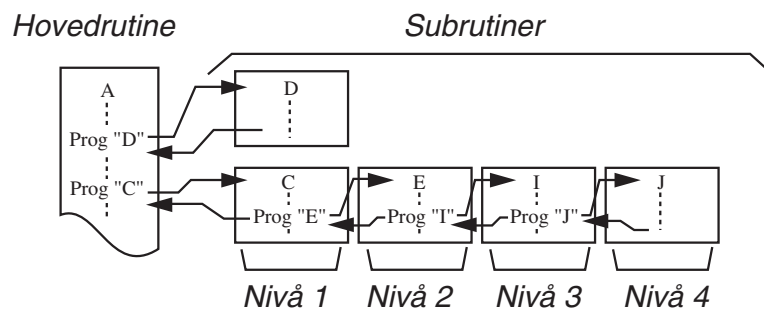 Hovedrutine Subrutiner
A D
Prog "D"
Prog "C" C E I J
Prog "E" Prog "I" Prog "J"
Nivå 1 Nivå 2 Nivå 3 Nivå 4